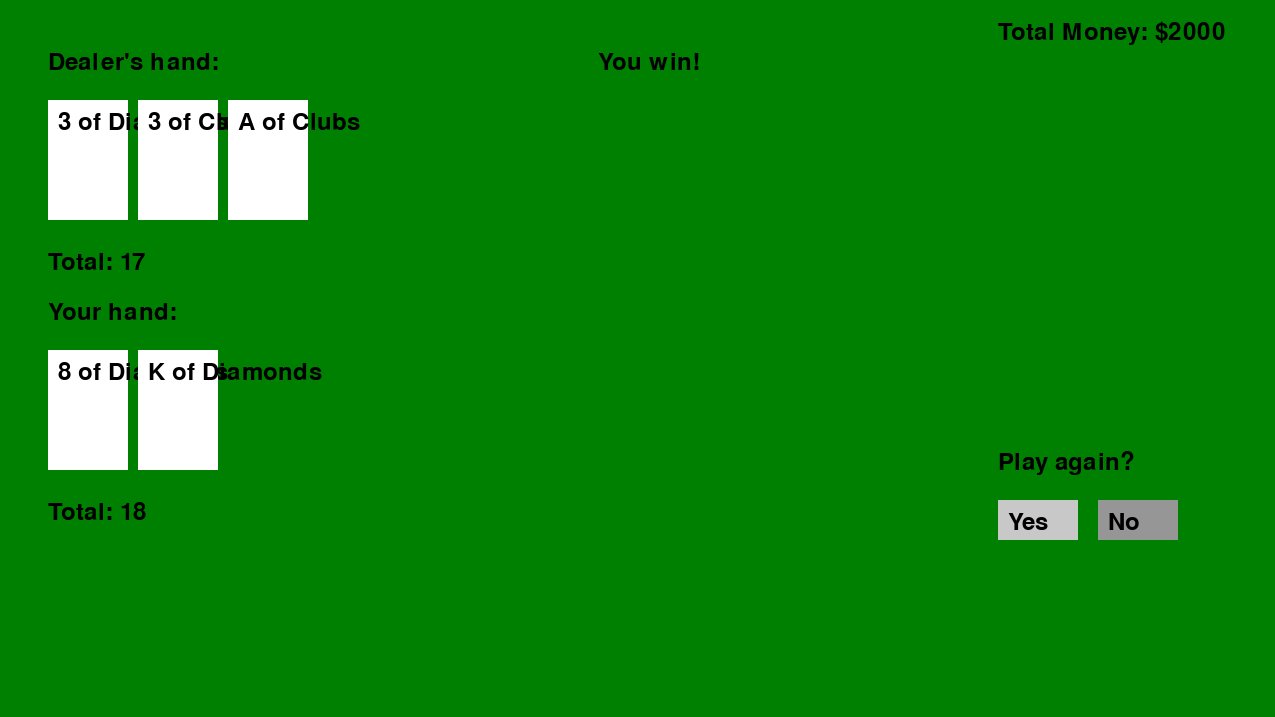 Total Money: $2000
Dealer's hand:
You win!
3 of Dia
3 of Clu
A of Clubs
Total: 17
Your hand:
8 of Dia
K of Diamonds
Total: 18
Play again?
Yes
No